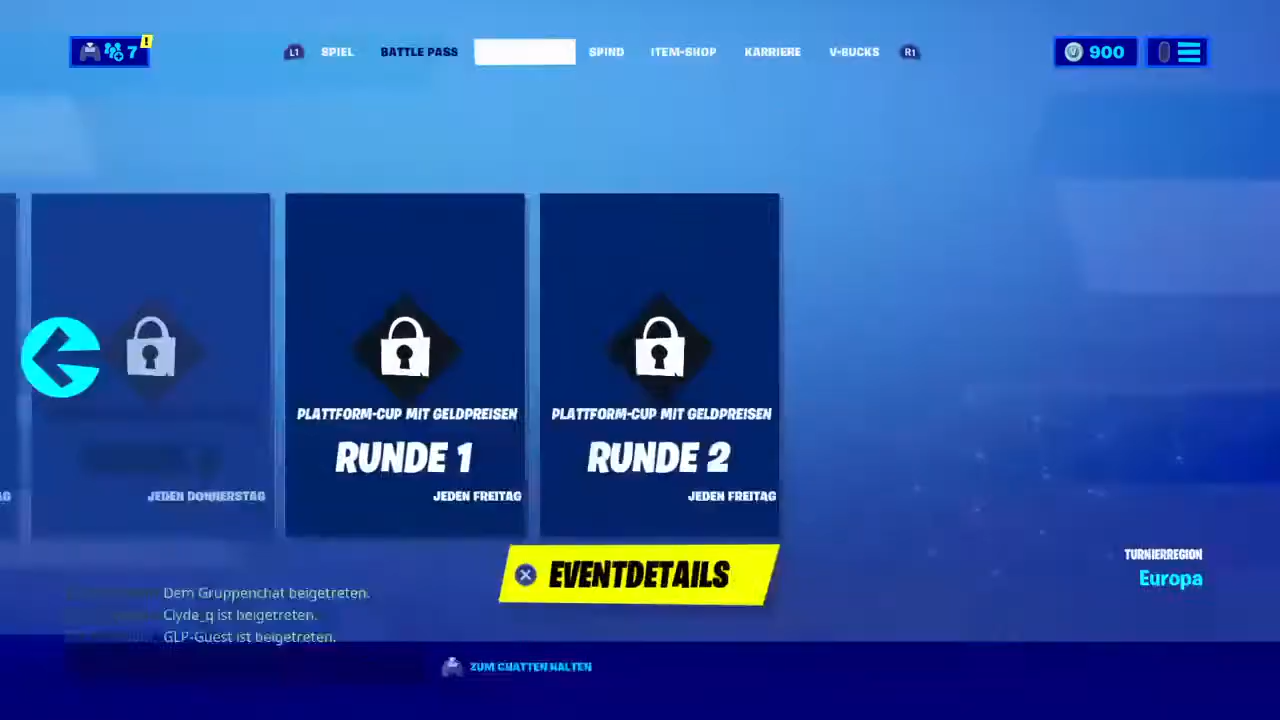 7
!
L1
SPIEL
BATTLE PASS
SPIND
ITEM-SHOP
KARRIERE
V-BUCKS
R1
900
PLATTFORM-CUP MIT GELDPREISEN
RUNDE 1
JEDEN FREITAG
PLATTFORM-CUP MIT GELDPREISEN
RUNDE 2
JEDEN FREITAG
AG
JEDEN DONNERSTAG
EVENTDETAILS
TURNIERREGION
Europa
Dem Gruppenchat beigetreten.
Clyde_q ist beigetreten.
GLP-Guest ist beigetreten.
ZUM CHATTEN HALTEN